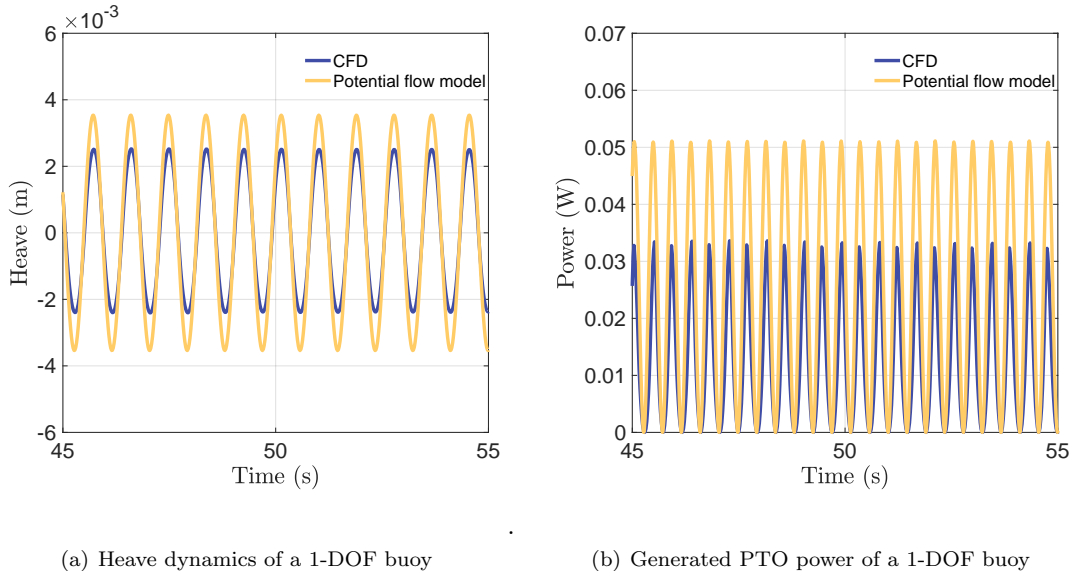 ×10⁻³
6
4
2
0
-2
-4
-6
Heave (m)
45
50
55
Time (s)
CFD
Potential flow model
0.07
0.06
0.05
0.04
0.03
0.02
0.01
0
Power (W)
45
50
55
Time (s)
CFD
Potential flow model
.
(a) Heave dynamics of a 1-DOF buoy
(b) Generated PTO power of a 1-DOF buoy